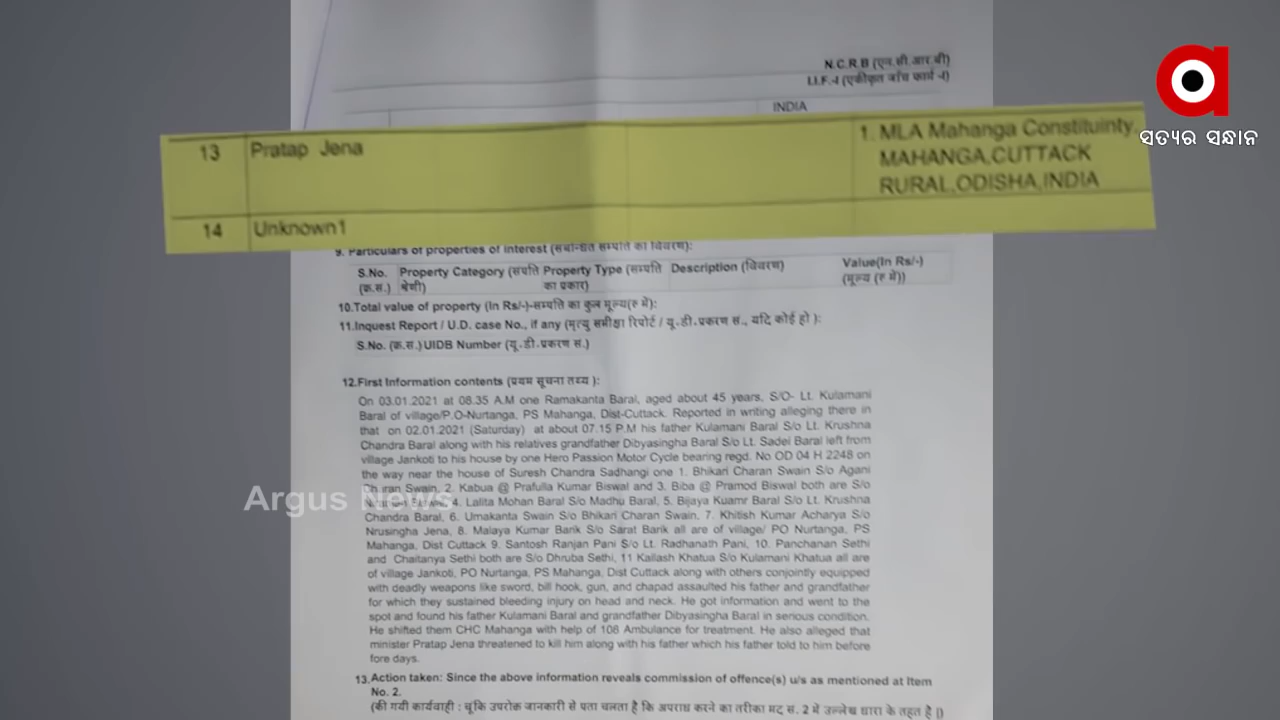 N.C.R.B (एन.सी.आर.बी)
I.I.F.-I (एकीकृत जाँच फार्म -I)
INDIA
ସତ୍ୟର ସନ୍ଧାନ
13 Pratap Jena 1. MLA Mahanga Constituinty
MAHANGA,CUTTACK
RURAL,ODISHA,INDIA
14 Unknown1
9. Particulars of properties of interest (संबन्धित सम्पत्ति का विवरण):
S.No. Property Category (संपत्ति Property Type (सम्पति Description (विवरण) Value(In Rs/-)
(क्र.सं.) श्रेणी) का प्रकार) (मूल्य (रु में))
10.Total value of property (In Rs/-)-सम्पत्ति का कुल मूल्य(रु में):
11.Inquest Report / U.D. case No., if any (मृत्यु समीक्षा रिपोर्ट / यू.डी.प्रकरण सं., यदि कोई हो ):
S.No. (क्र.सं.) UIDB Number (यू.डी.प्रकरण सं.)
12.First Information contents (प्रथम सूचना तथ्य ):
On 03.01.2021 at 08.35 A.M one Ramakanta Baral, aged about 45 years, S/O- Lt. Kulamani
Baral of village/P.O-Nurtanga, PS Mahanga, Dist-Cuttack. Reported in writing alleging there in
that on 02.01.2021 (Saturday) at about 07.15 P.M his father Kulamani Baral S/o Lt. Krushna
Chandra Baral along with his relatives grandfather Dibyasingha Baral S/o Lt. Sadei Baral left from
village Jankoti to his house by one Hero Passion Motor Cycle bearing regd. No OD 04 H 2248 on
the way near the house of Suresh Chandra Sadhangi one 1. Bhikari Charan Swain S/o Agani
Charan Swain, 2. Kabua @ Prafulla Kumar Biswal and 3. Biba @ Pramod Biswal both are S/o
4. Lalita Mohan Baral S/o Madhu Baral, 5. Bijaya Kuamr Baral S/o Lt. Krushna
Chandra Baral, 6. Umakanta Swain S/o Bhikari Charan Swain, 7. Khitish Kumar Acharya S/o
Nrusingha Jena, 8. Malaya Kumar Barik S/o Sarat Barik all are of village/ PO Nurtanga, PS
Mahanga, Dist Cuttack 9. Santosh Ranjan Pani S/o Lt. Radhanath Pani, 10. Panchanan Sethi
and Chaitanya Sethi both are S/o Dhruba Sethi, 11 Kailash Khatua S/o Kulamani Khatua all are
of village Jankoti, PO Nurtanga, PS Mahanga, Dist Cuttack along with others conjointly equipped
with deadly weapons like sword, bill hook, gun, and chapad assaulted his father and grandfather
for which they sustained bleeding injury on head and neck. He got information and went to the
spot and found his father Kulamani Baral and grandfather Dibyasingha Baral in serious condition.
He shifted them CHC Mahanga with help of 108 Ambulance for treatment. He also alleged that
minister Pratap Jena threatened to kill him along with his father which his father told to him before
fore days.
Argus News
13.Action taken: Since the above information reveals commission of offence(s) u/s as mentioned at Item
No. 2.
(की गयी कार्यवाही : चूंकि उपरोक्त जानकारी से पता चलता है कि अपराध करने का तरीका मद सं. 2 में उल्लेख धारा के तहत है |)